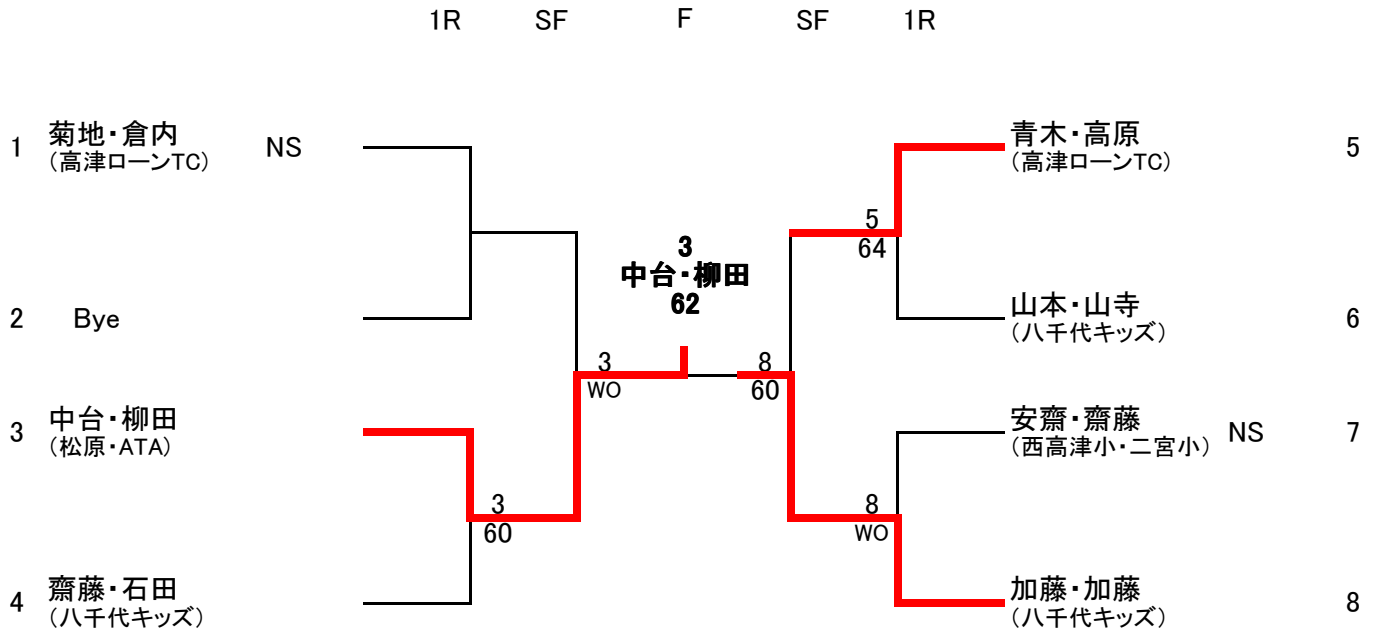 1R SF F SF 1R
1 菊地・倉内 NS
(高津ローンTC)
2 Bye
3 中台・柳田
(松原・ATA)
4 齋藤・石田
(八千代キッズ)
3
60
3
WO
3
中台・柳田
62
8
60
5
64
8
WO
青木・高原 5
(高津ローンTC)
山本・山寺 6
(八千代キッズ)
安齋・齋藤 NS 7
(西高津小・二宮小)
加藤・加藤 8
(八千代キッズ)